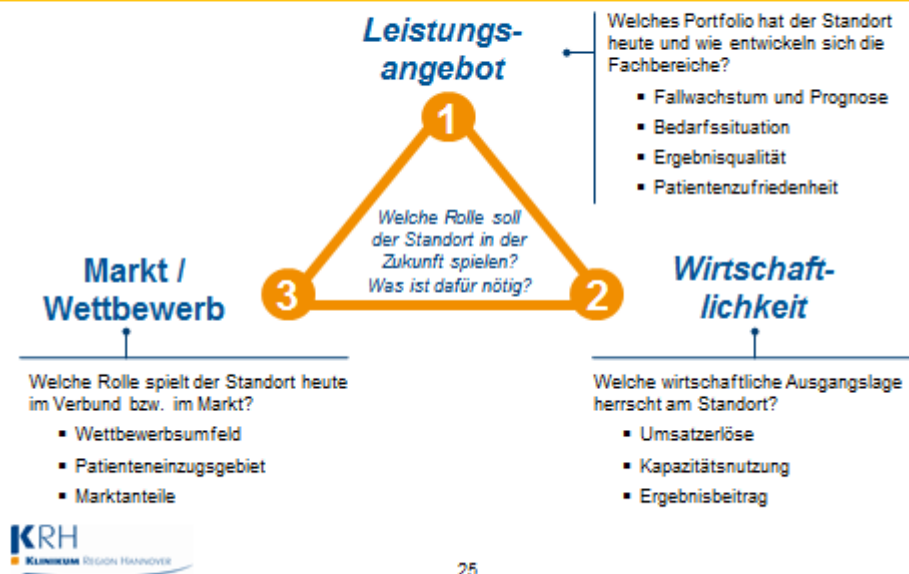 Leistungs-
angebot
Welches Portfolio hat der Standort
heute und wie entwickeln sich die
Fachbereiche?
▪ Fallwachstum und Prognose
▪ Bedarfssituation
▪ Ergebnisqualität
▪ Patientenzufriedenheit
1
Welche Rolle soll
der Standort in der
Zukunft spielen?
Was ist dafür nötig?
Markt /
Wettbewerb
3
2
Wirtschaft-
lichkeit
Welche Rolle spielt der Standort heute
im Verbund bzw. im Markt?
▪ Wettbewerbsumfeld
▪ Patienteneinzugsgebiet
▪ Marktanteile
Welche wirtschaftliche Ausgangslage
herrscht am Standort?
▪ Umsatzerlöse
▪ Kapazitätsnutzung
▪ Ergebnisbeitrag
KRH
KLINIKUM REGION HANNOVER
25